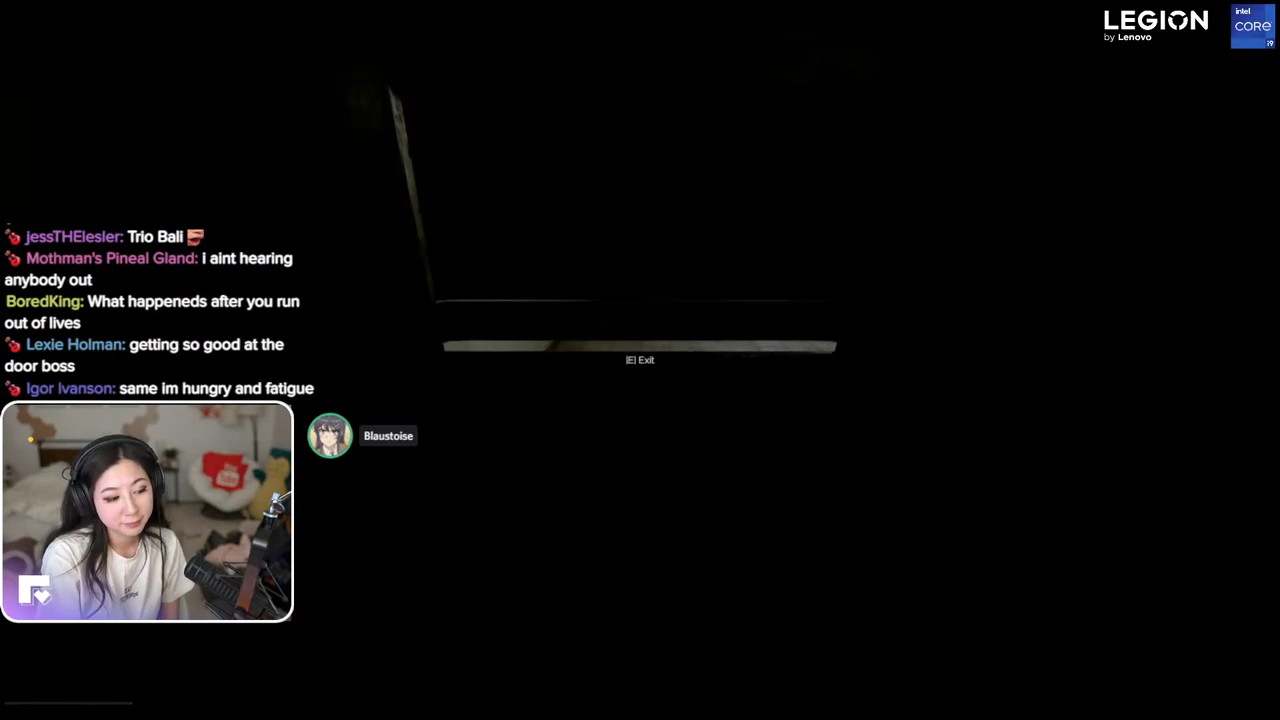 LEGION
by Lenovo
intel
CORE
i9
jessTHElesler: Trio Bali
Mothman's Pineal Gland: i aint hearing
anybody out
BoredKing: What happeneds after you run
out of lives
Lexie Holman: getting so good at the
door boss
Igor Ivanson: same im hungry and fatigue
[E] Exit
Blaustoise